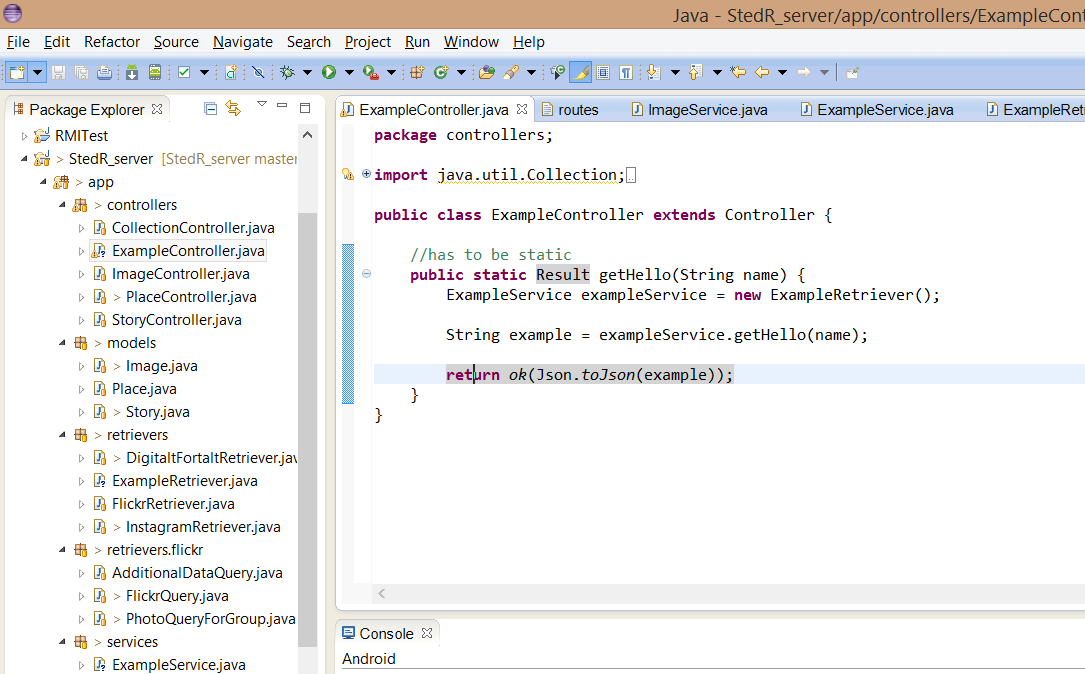 Java - StedR_server/app/controllers/ExampleCont
File Edit Refactor Source Navigate Search Project Run Window Help
Package Explorer
RMITest
> StedR_server [StedR_server master
> app
> controllers
CollectionController.java
ExampleController.java
ImageController.java
> PlaceController.java
StoryController.java
> models
> Image.java
Place.java
> Story.java
> retrievers
> DigitaltFortaltRetriever.jav
ExampleRetriever.java
FlickrRetriever.java
> InstagramRetriever.java
> retrievers.flickr
AdditionalDataQuery.java
> FlickrQuery.java
> PhotoQueryForGroup.java
> services
ExampleService.java
ExampleController.java routes ImageService.java ExampleService.java ExampleRetr
package controllers;
import java.util.Collection;
public class ExampleController extends Controller {
//has to be static
public static Result getHello(String name) {
ExampleService exampleService = new ExampleRetriever();
String example = exampleService.getHello(name);
return ok(Json.toJson(example));
}
}
Console
Android